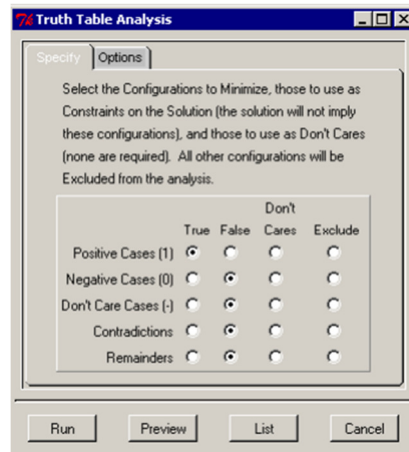 Truth Table Analysis
Specify Options
Select the Configurations to Minimize, those to use as
Constraints on the Solution (the solution will not imply
these configurations), and those to use as Don't Cares
(none are required). All other configurations will be
Excluded from the analysis.
Don't
True False Cares Exclude
Positive Cases (1)
Negative Cases (0)
Don't Care Cases (-)
Contradictions
Remainders
Run Preview List Cancel